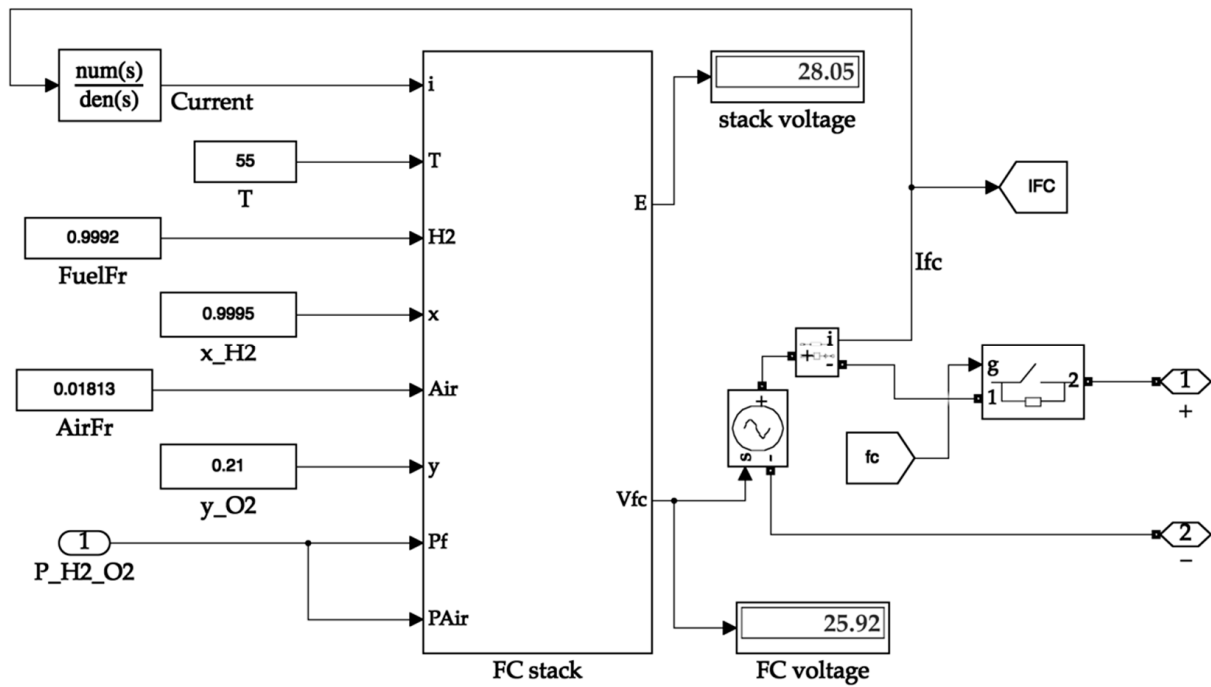 num(s)
den(s)
Current
i
55
T
T
0.9992
FuelFr
H2
0.9995
x_H2
x
0.01813
AirFr
Air
0.21
y_O2
y
1
P_H2_O2
Pf
PAir
FC stack
E
Vfc
28.05
stack voltage
IFC
Ifc
i
+
-
+
s
-
g
1
2
fc
1
+
2
−
25.92
FC voltage